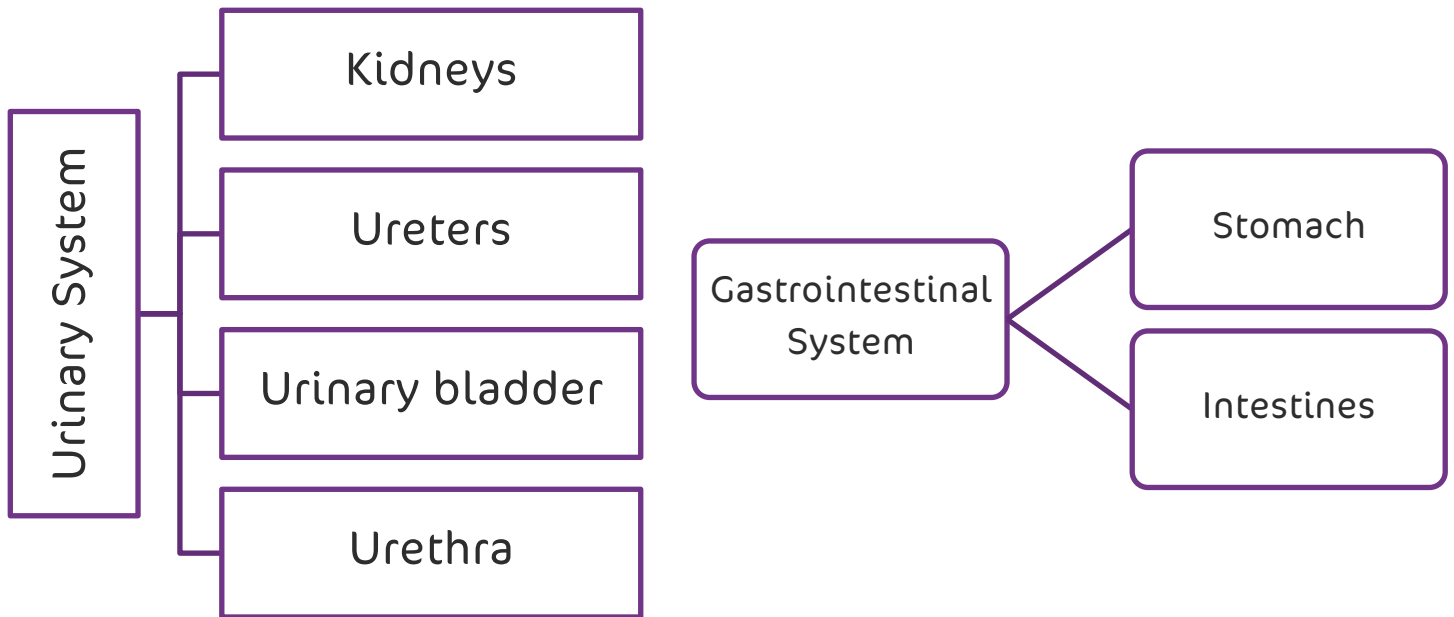 Urinary System
Kidneys
Ureters
Urinary bladder
Urethra
Gastrointestinal
System
Stomach
Intestines